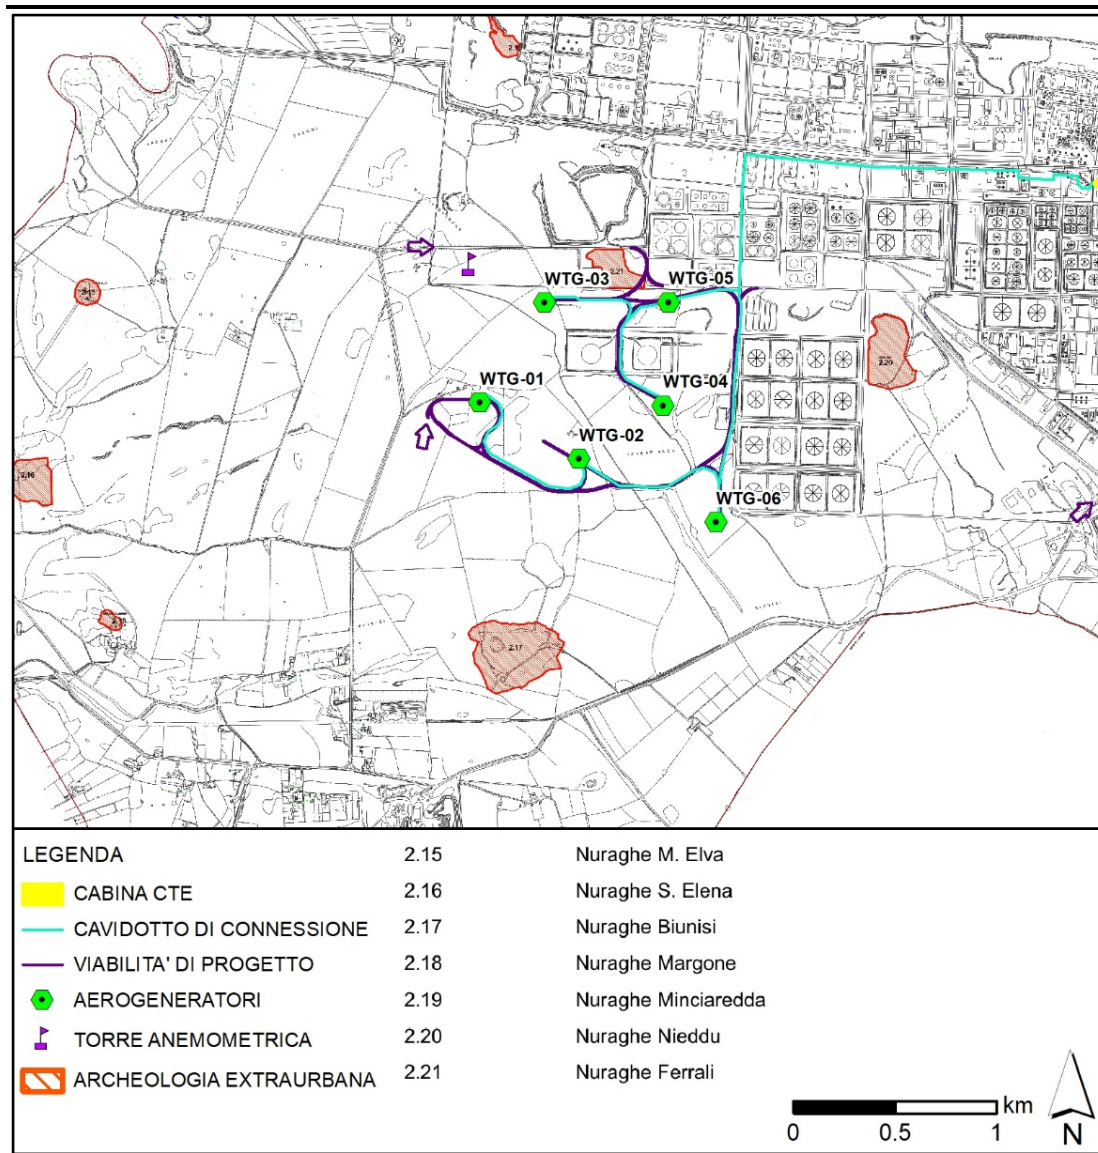 2.21
WTG-03
WTG-05
2.20
WTG-01
WTG-04
WTG-02
2.16
WTG-06
2.17
LEGENDA
CABINA CTE
CAVIDOTTO DI CONNESSIONE
VIABILITA' DI PROGETTO
AEROGENERATORI
TORRE ANEMOMETRICA
ARCHEOLOGIA EXTRAURBANA
2.15 Nuraghe M. Elva
2.16 Nuraghe S. Elena
2.17 Nuraghe Biunisi
2.18 Nuraghe Margone
2.19 Nuraghe Minciaredda
2.20 Nuraghe Nieddu
2.21 Nuraghe Ferrali
km
0 0.5 1
N